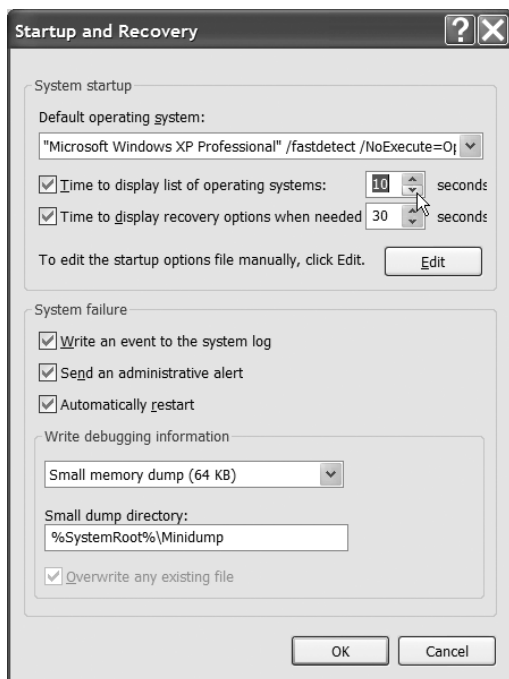 Startup and Recovery
System startup
Default operating system:
"Microsoft Windows XP Professional" /fastdetect /NoExecute=Op
Time to display list of operating systems: 10 seconds
Time to display recovery options when needed 30 seconds
To edit the startup options file manually, click Edit. Edit
System failure
Write an event to the system log
Send an administrative alert
Automatically restart
Write debugging information
Small memory dump (64 KB)
Small dump directory:
%SystemRoot%\Minidump
Overwrite any existing file
OK Cancel